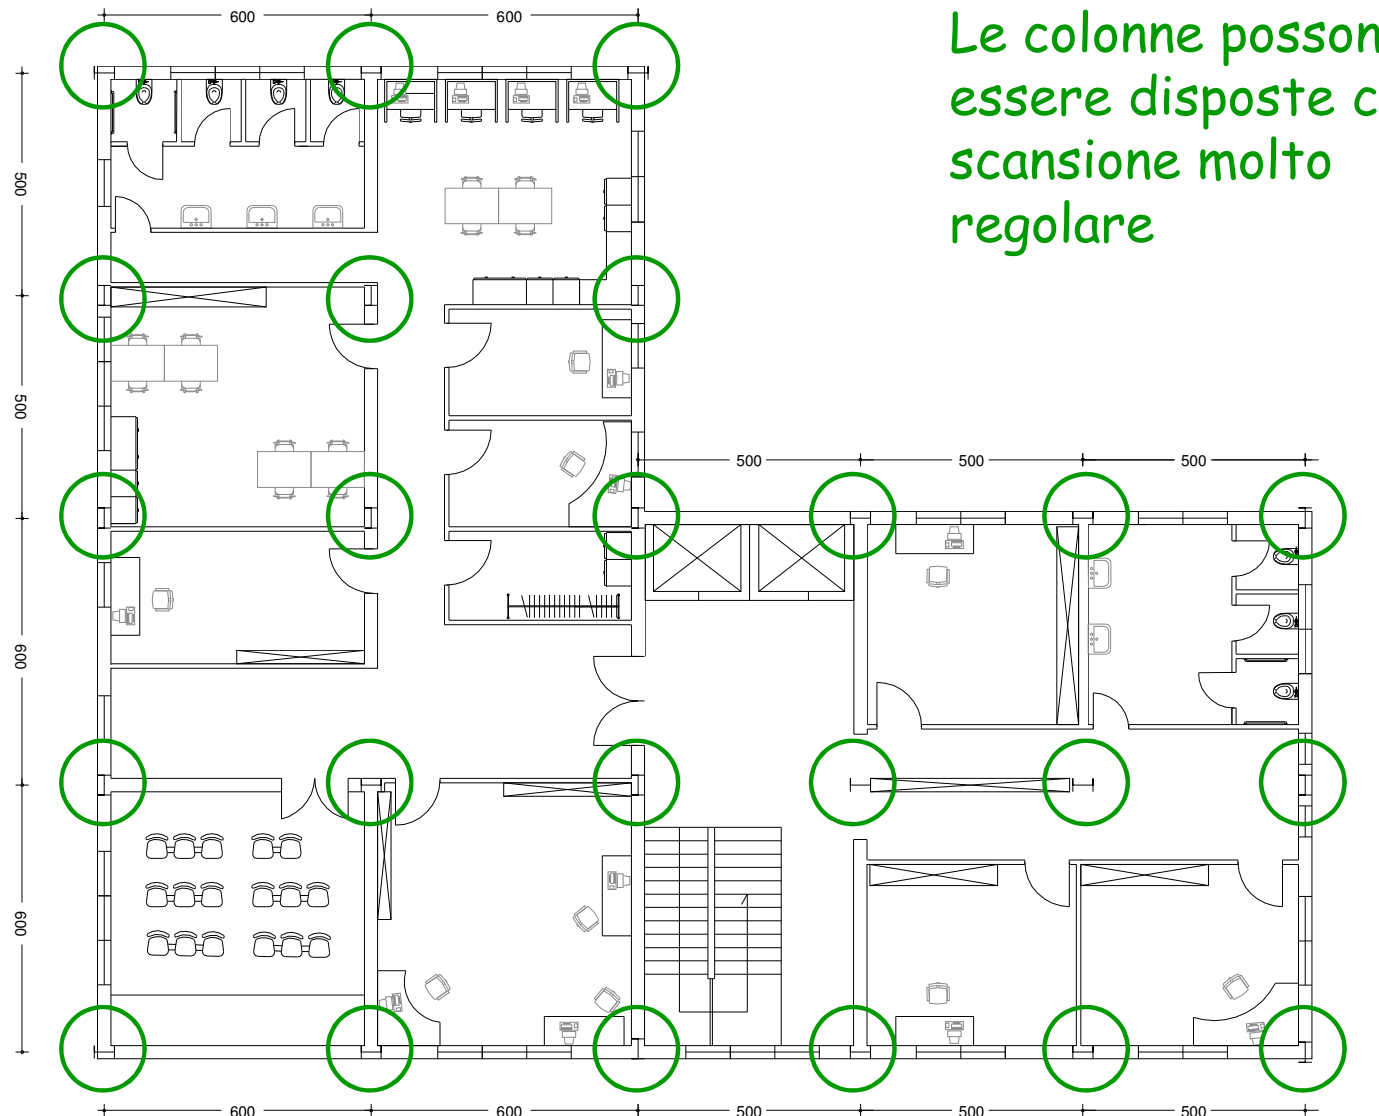 600 600
Le colonne posson
essere disposte c
scansione molto
regolare
500
500
500 500 500
600
600
600 600 500 500 500